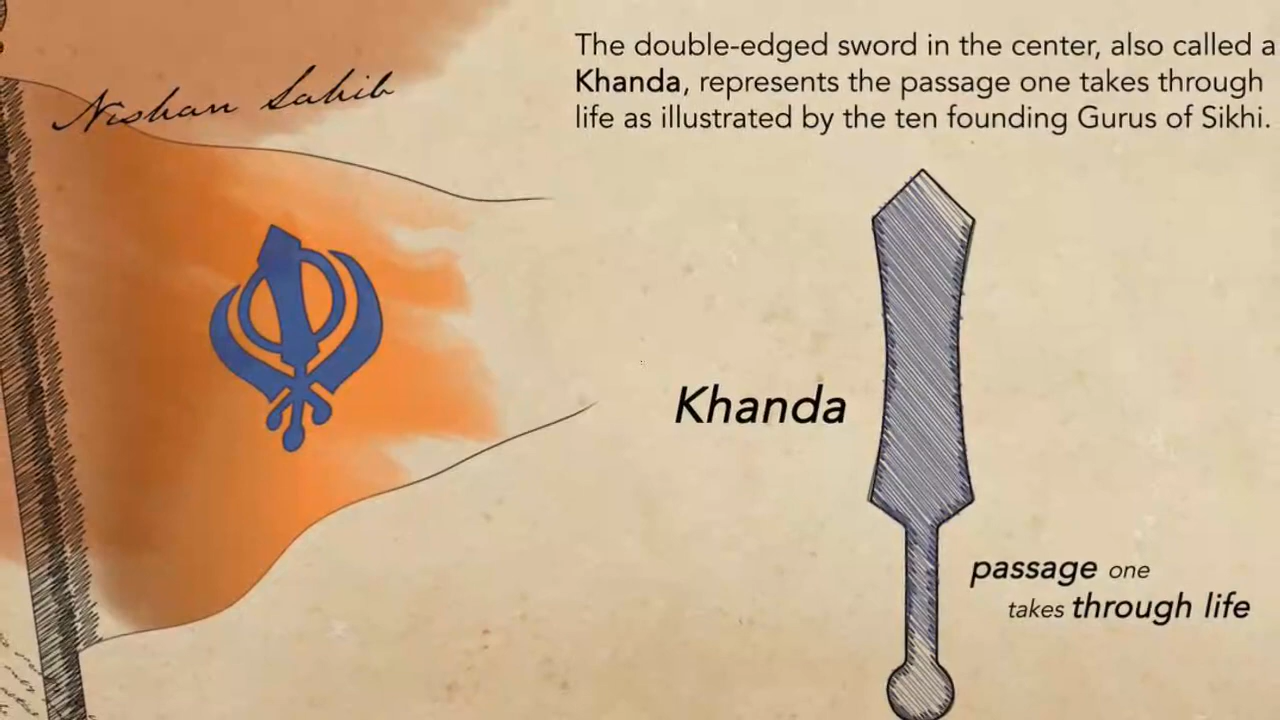 Nishan Sahib
The double-edged sword in the center, also called a
Khanda, represents the passage one takes through
life as illustrated by the ten founding Gurus of Sikhi.
Khanda
passage one
takes through life